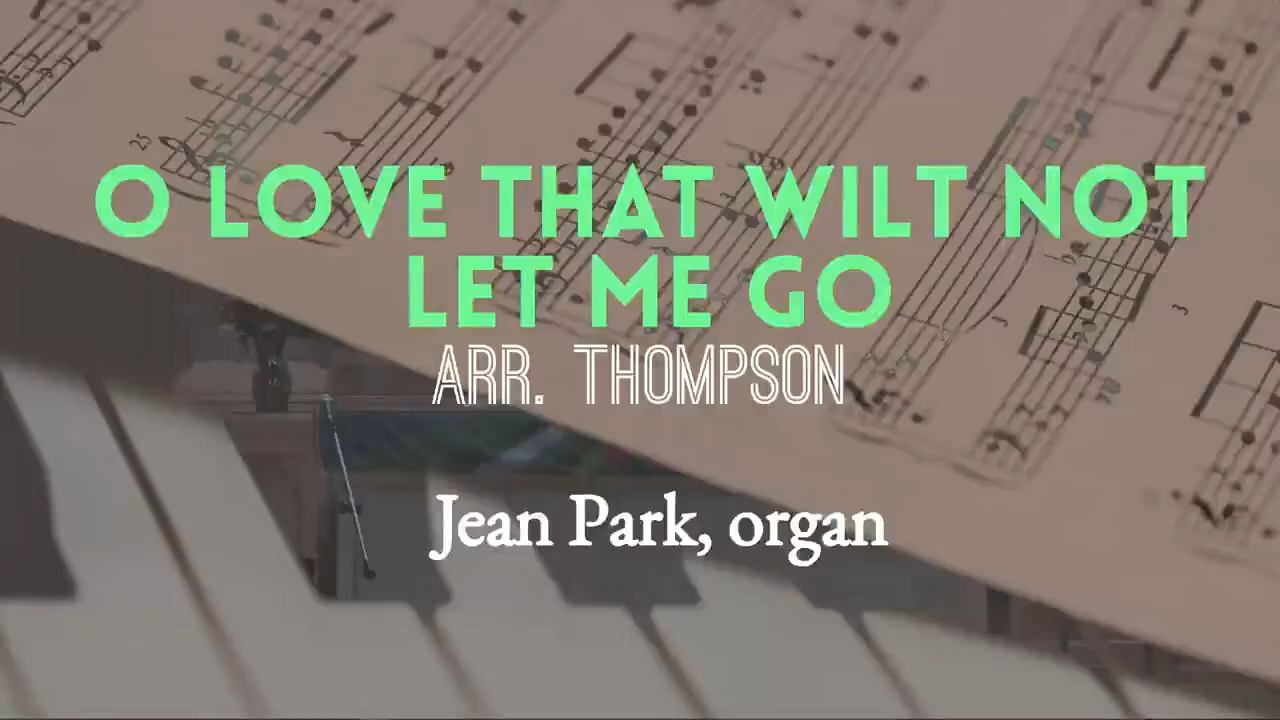 O LOVE THAT WILT NOT
LET ME GO
ARR. THOMPSON
Jean Park, organ